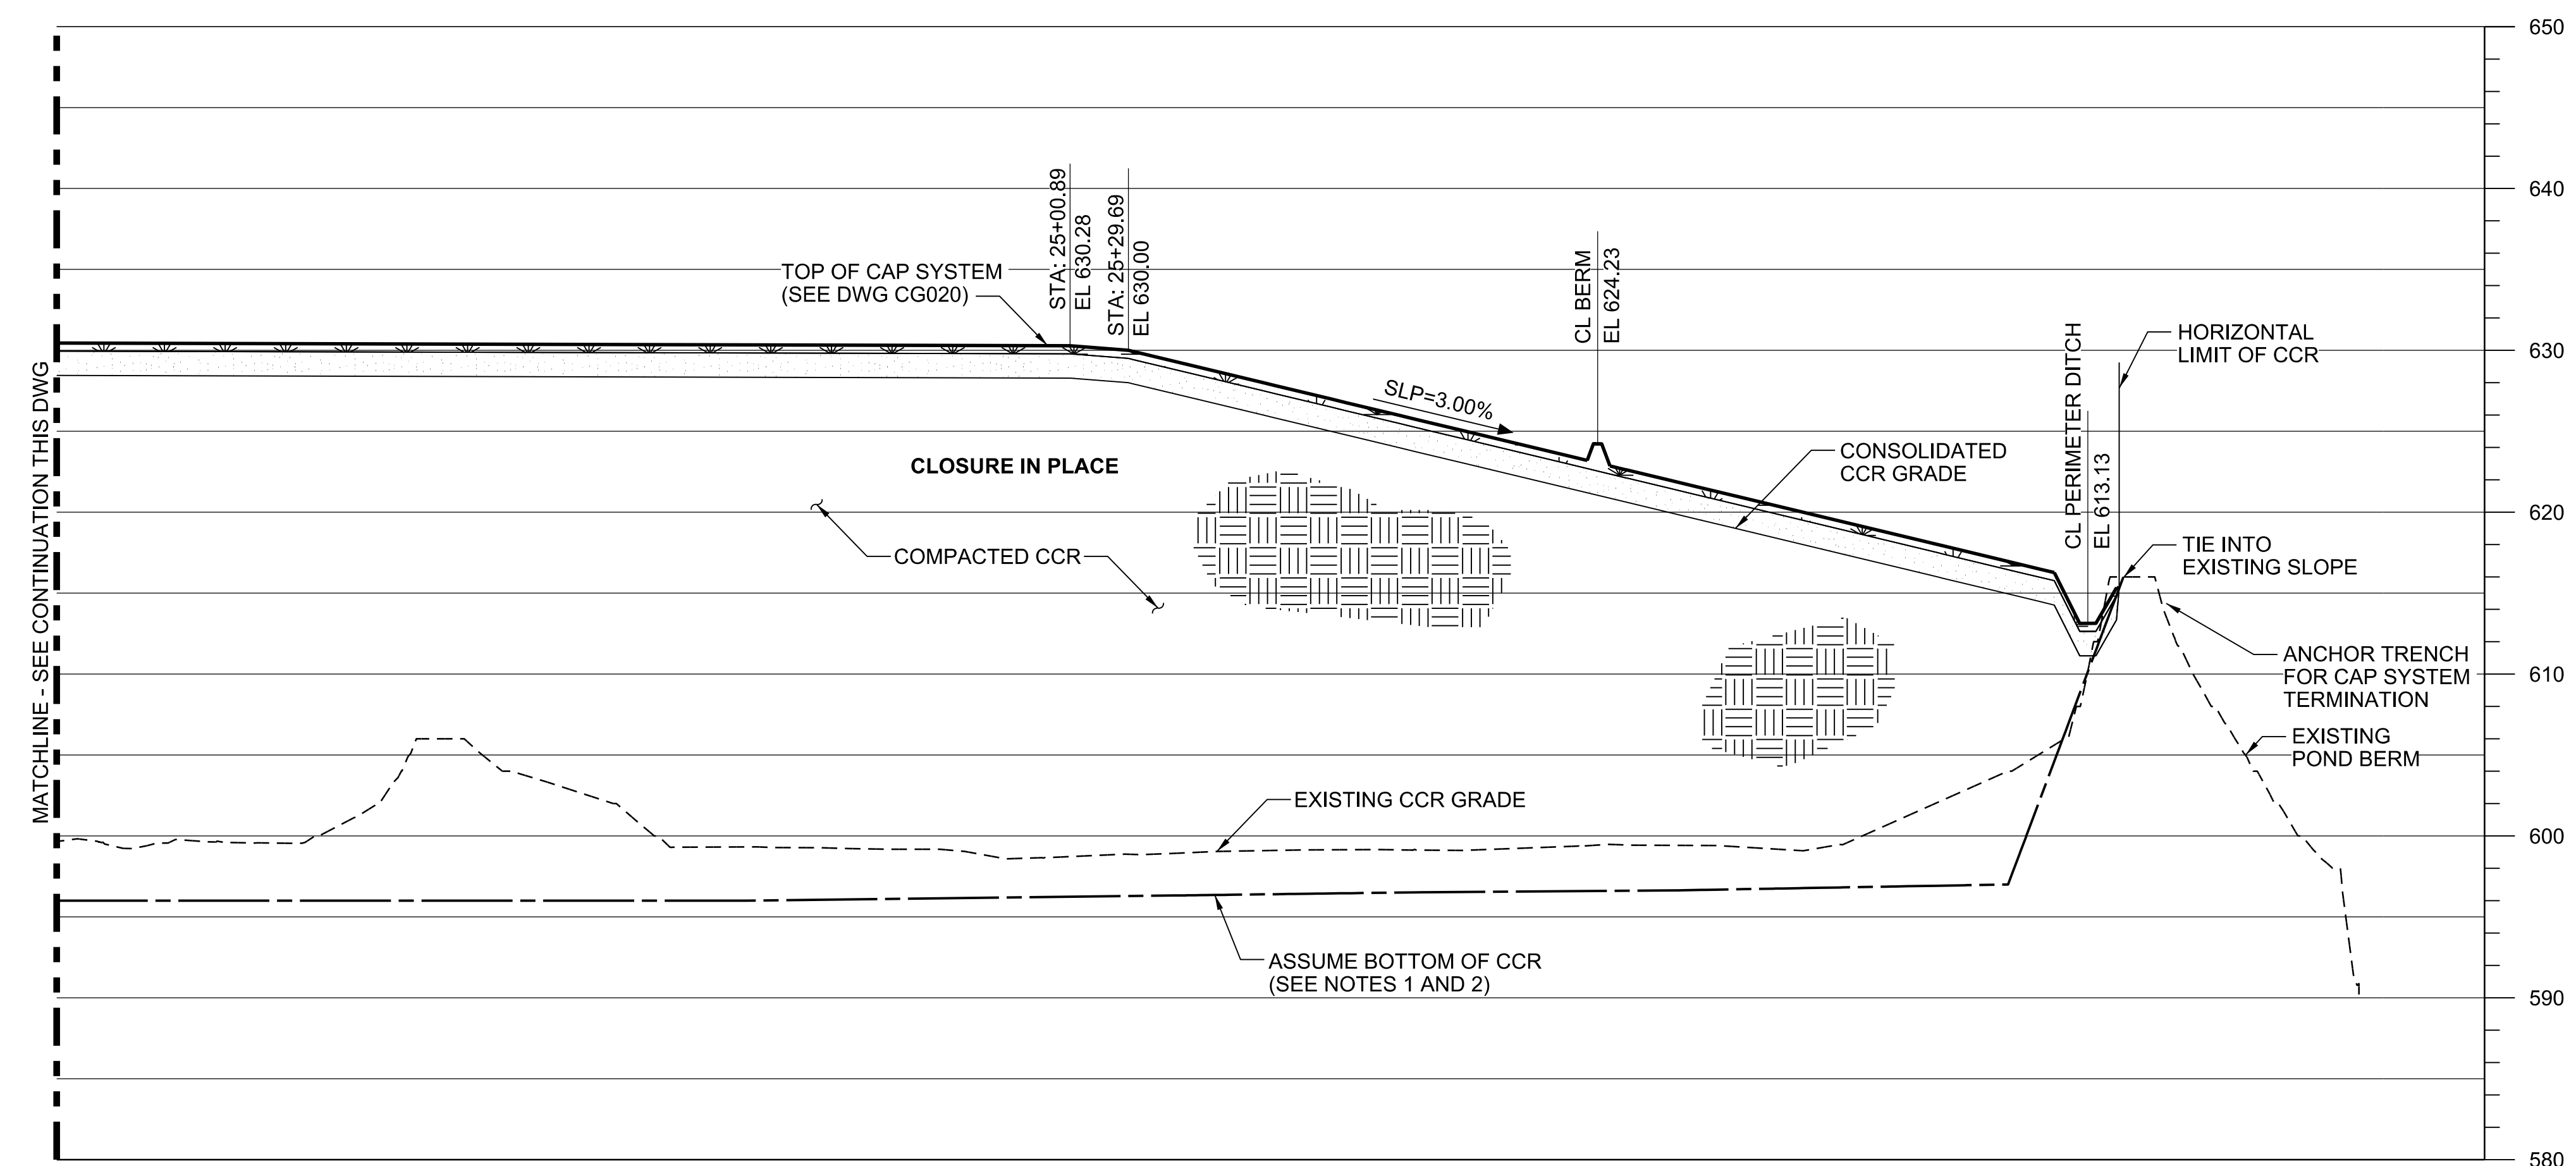 650
640
630
620
610
600
590
580
MATCHLINE - SEE CONTINUATION THIS DWG
TOP OF CAP SYSTEM
(SEE DWG CG020)
STA: 25+00.89
EL 630.28
STA: 25+29.69
EL 630.00
SLP=3.00%
CL BERM
EL 624.23
CL PERIMETER DITCH
EL 613.13
HORIZONTAL
LIMIT OF CCR
CLOSURE IN PLACE
CONSOLIDATED
CCR GRADE
COMPACTED CCR
TIE INTO
EXISTING SLOPE
ANCHOR TRENCH
FOR CAP SYSTEM
TERMINATION
EXISTING
POND BERM
EXISTING CCR GRADE
ASSUME BOTTOM OF CCR
(SEE NOTES 1 AND 2)